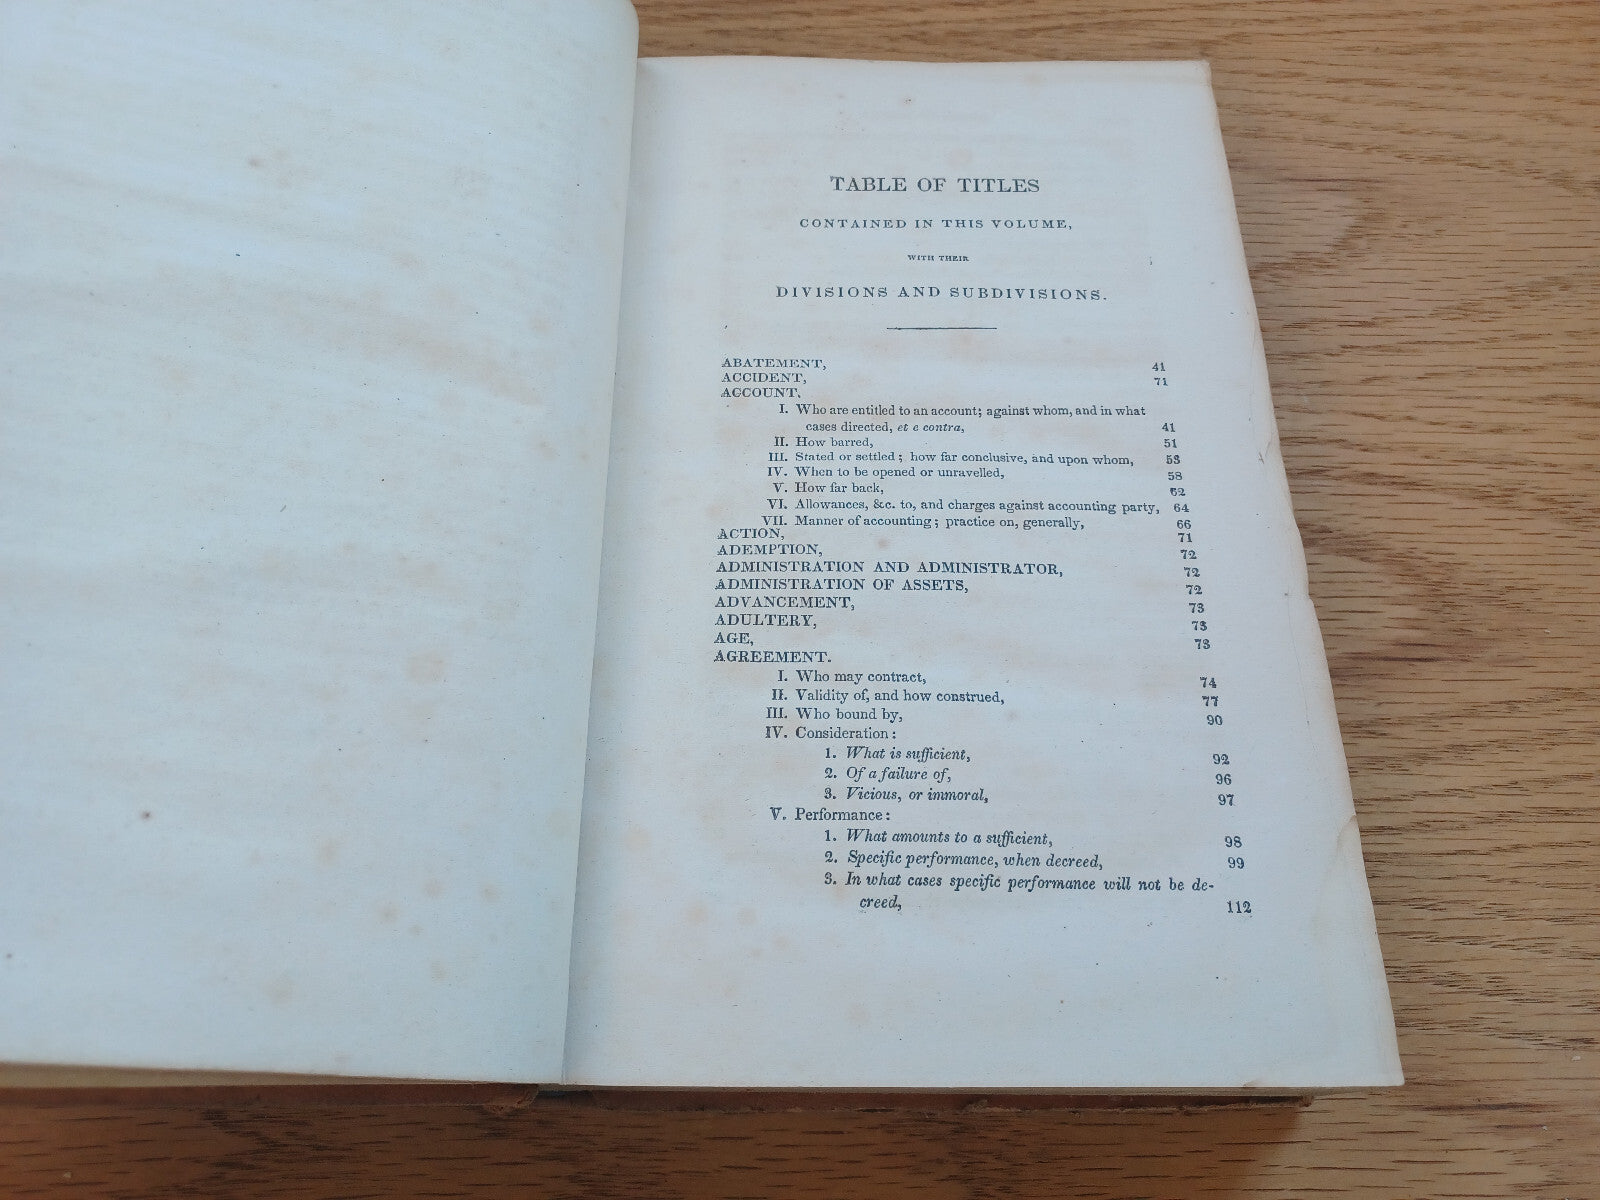 TABLE OF TITLES
CONTAINED IN THIS VOLUME,
WITH THEIR
DIVISIONS AND SUBDIVISIONS.
ABATEMENT, 41
ACCIDENT, 71
ACCOUNT,
I. Who are entitled to an account; against whom, and in what
cases directed, et e contra, 41
II. How barred, 51
III. Stated or settled; how far conclusive, and upon whom, 53
IV. When to be opened or unravelled, 58
V. How far back, 62
VI. Allowances, &c. to, and charges against accounting party, 64
VII. Manner of accounting; practice on, generally, 66
ACTION, 71
ADEMPTION, 72
ADMINISTRATION AND ADMINISTRATOR, 72
ADMINISTRATION OF ASSETS, 72
ADVANCEMENT, 73
ADULTERY, 73
AGE, 73
AGREEMENT.
I. Who may contract, 74
II. Validity of, and how construed, 77
III. Who bound by, 90
IV. Consideration:
1. What is sufficient, 92
2. Of a failure of, 96
3. Vicious, or immoral, 97
V. Performance:
1. What amounts to a sufficient, 98
2. Specific performance, when decreed, 99
3. In what cases specific performance will not be de-
creed, 112